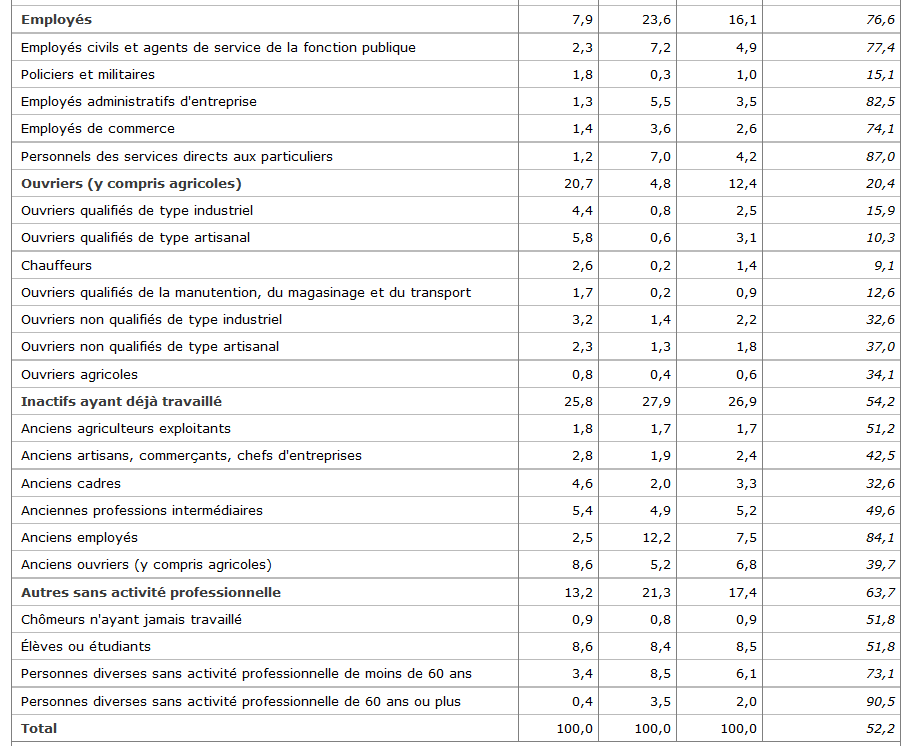 Employés 7,9 23,6 16,1 76,6
Employés civils et agents de service de la fonction publique 2,3 7,2 4,9 77,4
Policiers et militaires 1,8 0,3 1,0 15,1
Employés administratifs d'entreprise 1,3 5,5 3,5 82,5
Employés de commerce 1,4 3,6 2,6 74,1
Personnels des services directs aux particuliers 1,2 7,0 4,2 87,0
Ouvriers (y compris agricoles) 20,7 4,8 12,4 20,4
Ouvriers qualifiés de type industriel 4,4 0,8 2,5 15,9
Ouvriers qualifiés de type artisanal 5,8 0,6 3,1 10,3
Chauffeurs 2,6 0,2 1,4 9,1
Ouvriers qualifiés de la manutention, du magasinage et du transport 1,7 0,2 0,9 12,6
Ouvriers non qualifiés de type industriel 3,2 1,4 2,2 32,6
Ouvriers non qualifiés de type artisanal 2,3 1,3 1,8 37,0
Ouvriers agricoles 0,8 0,4 0,6 34,1
Inactifs ayant déjà travaillé 25,8 27,9 26,9 54,2
Anciens agriculteurs exploitants 1,8 1,7 1,7 51,2
Anciens artisans, commerçants, chefs d'entreprises 2,8 1,9 2,4 42,5
Anciens cadres 4,6 2,0 3,3 32,6
Anciennes professions intermédiaires 5,4 4,9 5,2 49,6
Anciens employés 2,5 12,2 7,5 84,1
Anciens ouvriers (y compris agricoles) 8,6 5,2 6,8 39,7
Autres sans activité professionnelle 13,2 21,3 17,4 63,7
Chômeurs n'ayant jamais travaillé 0,9 0,8 0,9 51,8
Élèves ou étudiants 8,6 8,4 8,5 51,8
Personnes diverses sans activité professionnelle de moins de 60 ans 3,4 8,5 6,1 73,1
Personnes diverses sans activité professionnelle de 60 ans ou plus 0,4 3,5 2,0 90,5
Total 100,0 100,0 100,0 52,2